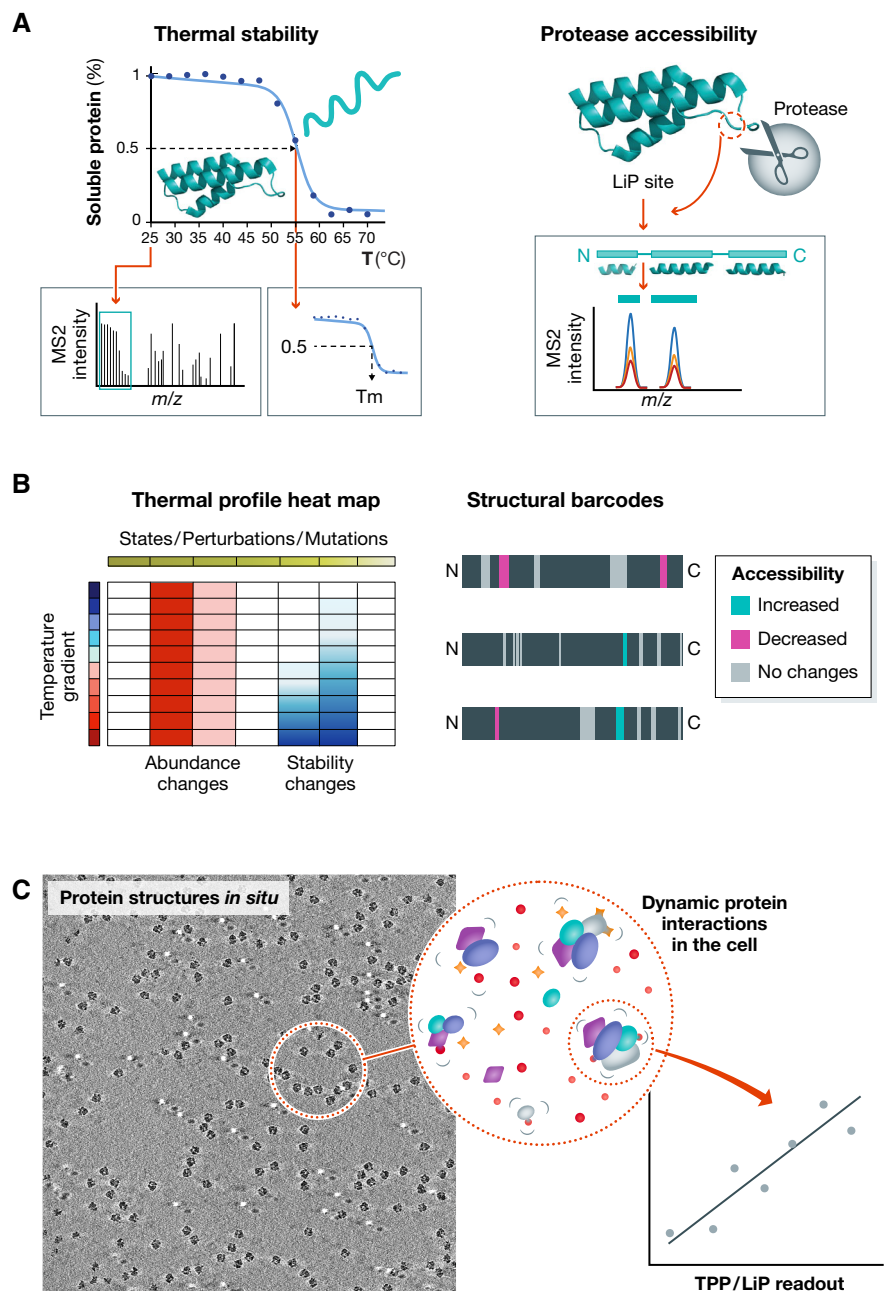 A
Thermal stability
Soluble protein (%)
1
0.5
0
25 30 35 40 45 50 55 60 65 70
T (°C)
MS2
intensity
m/z
0.5
Tm
Protease accessibility
Protease
LiP site
N
C
MS2
intensity
m/z
B
Thermal profile heat map
States/Perturbations/Mutations
Temperature
gradient
Abundance
changes
Stability
changes
Structural barcodes
N
C
N
C
N
C
Accessibility
Increased
Decreased
No changes
C
Protein structures in situ
Dynamic protein
interactions
in the cell
TPP/LiP readout